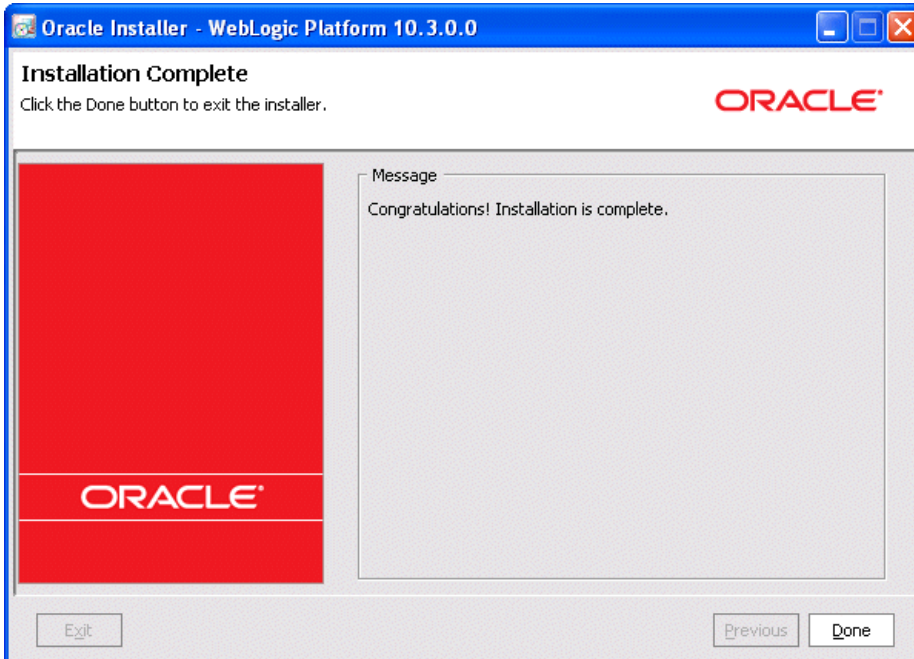 Oracle Installer - WebLogic Platform 10.3.0.0
Installation Complete
Click the Done button to exit the installer.
ORACLE
Message
Congratulations! Installation is complete.
ORACLE
Exit
Previous
Done